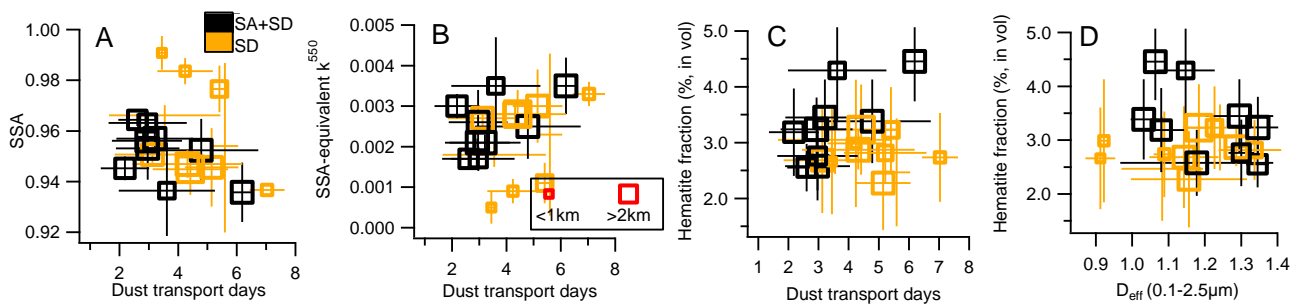 A
SA+SD
SD
SSA
1.00
0.98
0.96
0.94
0.92
2
4
6
8
Dust transport days
B
SSA-equivalent k^550
0.005
0.004
0.003
0.002
0.001
0.000
<1km
>2km
2
4
6
8
Dust transport days
C
Hematite fraction (%, in vol)
5.0
4.0
3.0
2.0
1
2
3
4
5
6
7
8
Dust transport days
D
Hematite fraction (%, in vol)
5.0
4.0
3.0
2.0
0.9
1.0
1.1
1.2
1.3
1.4
D_eff (0.1-2.5µm)